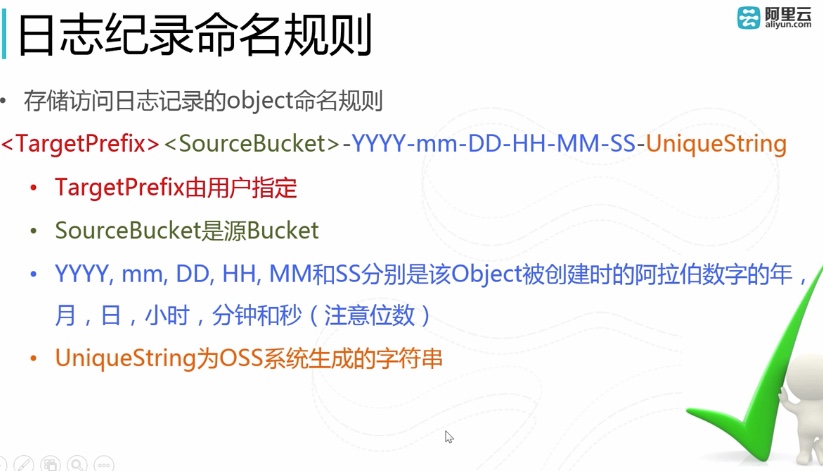 日志纪录命名规则
阿里云
aliyun.com
• 存储访问日志记录的object命名规则
<TargetPrefix><SourceBucket>-YYYY-mm-DD-HH-MM-SS-UniqueString
• TargetPrefix由用户指定
• SourceBucket是源Bucket
• YYYY, mm, DD, HH, MM和SS分别是该Object被创建时的阿拉伯数字的年，
月，日，小时，分钟和秒（注意位数）
• UniqueString为OSS系统生成的字符串